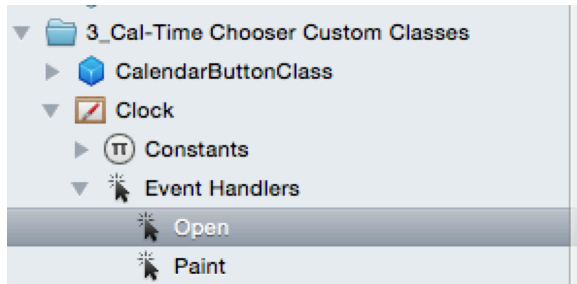 3_Cal-Time Chooser Custom Classes
CalendarButtonClass
Clock
π Constants
Event Handlers
Open
Paint